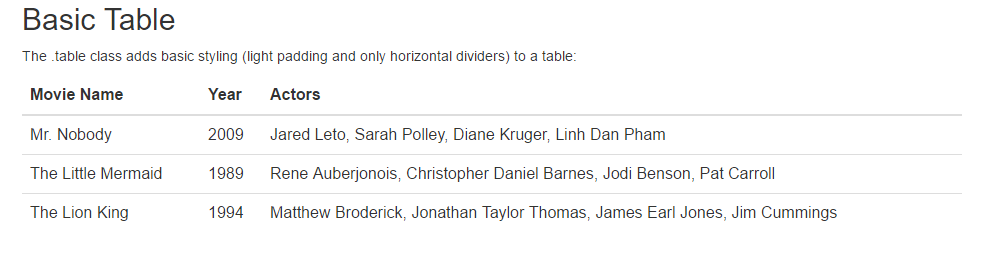 Basic Table
The .table class adds basic styling (light padding and only horizontal dividers) to a table:
Movie Name Year Actors
Mr. Nobody 2009 Jared Leto, Sarah Polley, Diane Kruger, Linh Dan Pham
The Little Mermaid 1989 Rene Auberjonois, Christopher Daniel Barnes, Jodi Benson, Pat Carroll
The Lion King 1994 Matthew Broderick, Jonathan Taylor Thomas, James Earl Jones, Jim Cummings